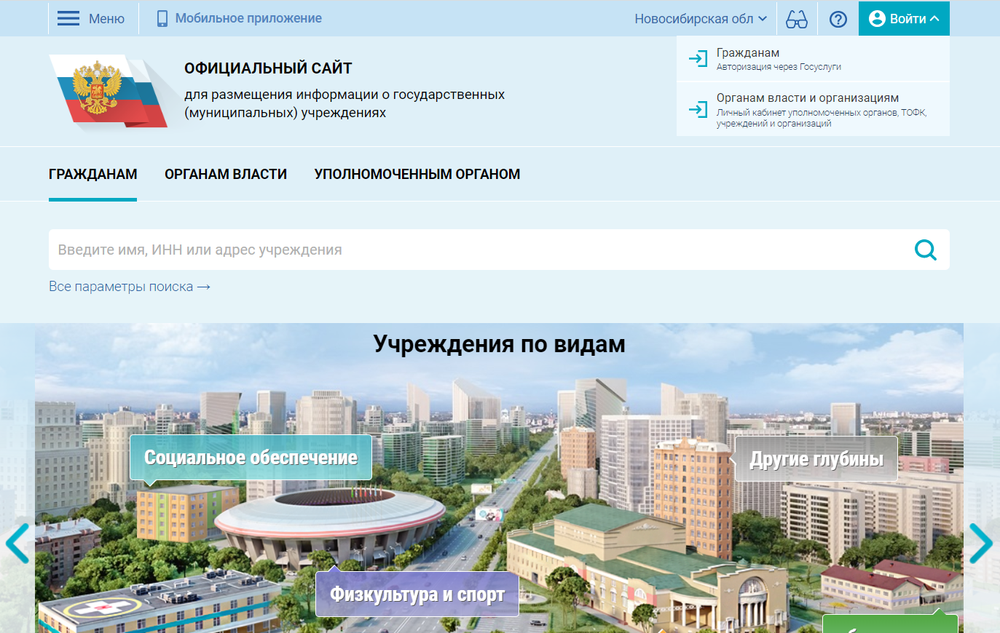 Меню
Мобильное приложение
Новосибирская обл
Войти
ОФИЦИАЛЬНЫЙ САЙТ
для размещения информации о государственных
(муниципальных) учреждениях
Гражданам
Авторизация через Госуслуги
Органам власти и организациям
Личный кабинет уполномоченных органов, ТОФК,
учреждений и организаций
ГРАЖДАНАМ ОРГАНАМ ВЛАСТИ УПОЛНОМОЧЕННЫМ ОРГАНОМ
Введите имя, ИНН или адрес учреждения
Все параметры поиска →
Учреждения по видам
Социальное обеспечение
Другие глубины
Физкультура и спорт